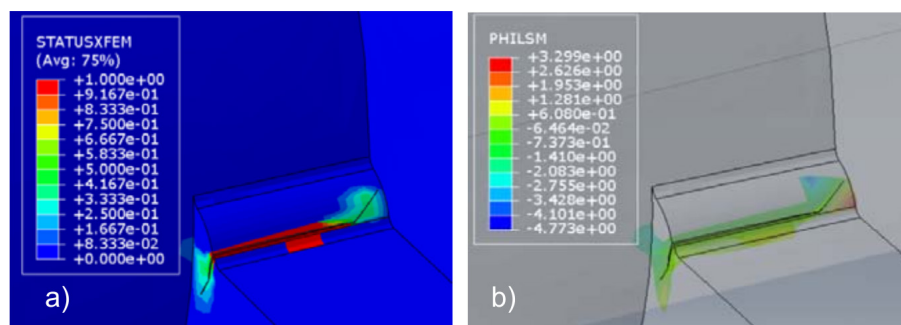 STATUSXFEM
(Avg: 75%)
+1.000e+00
+9.167e-01
+8.333e-01
+7.500e-01
+6.667e-01
+5.833e-01
+5.000e-01
+4.167e-01
+3.333e-01
+2.500e-01
+1.667e-01
+8.333e-02
+0.000e+00
a)
PHILSM
+3.299e+00
+2.626e+00
+1.953e+00
+1.281e+00
+6.080e-01
-6.464e-02
-7.373e-01
-1.410e+00
-2.083e+00
-2.755e+00
-3.428e+00
-4.101e+00
-4.773e+00
b)